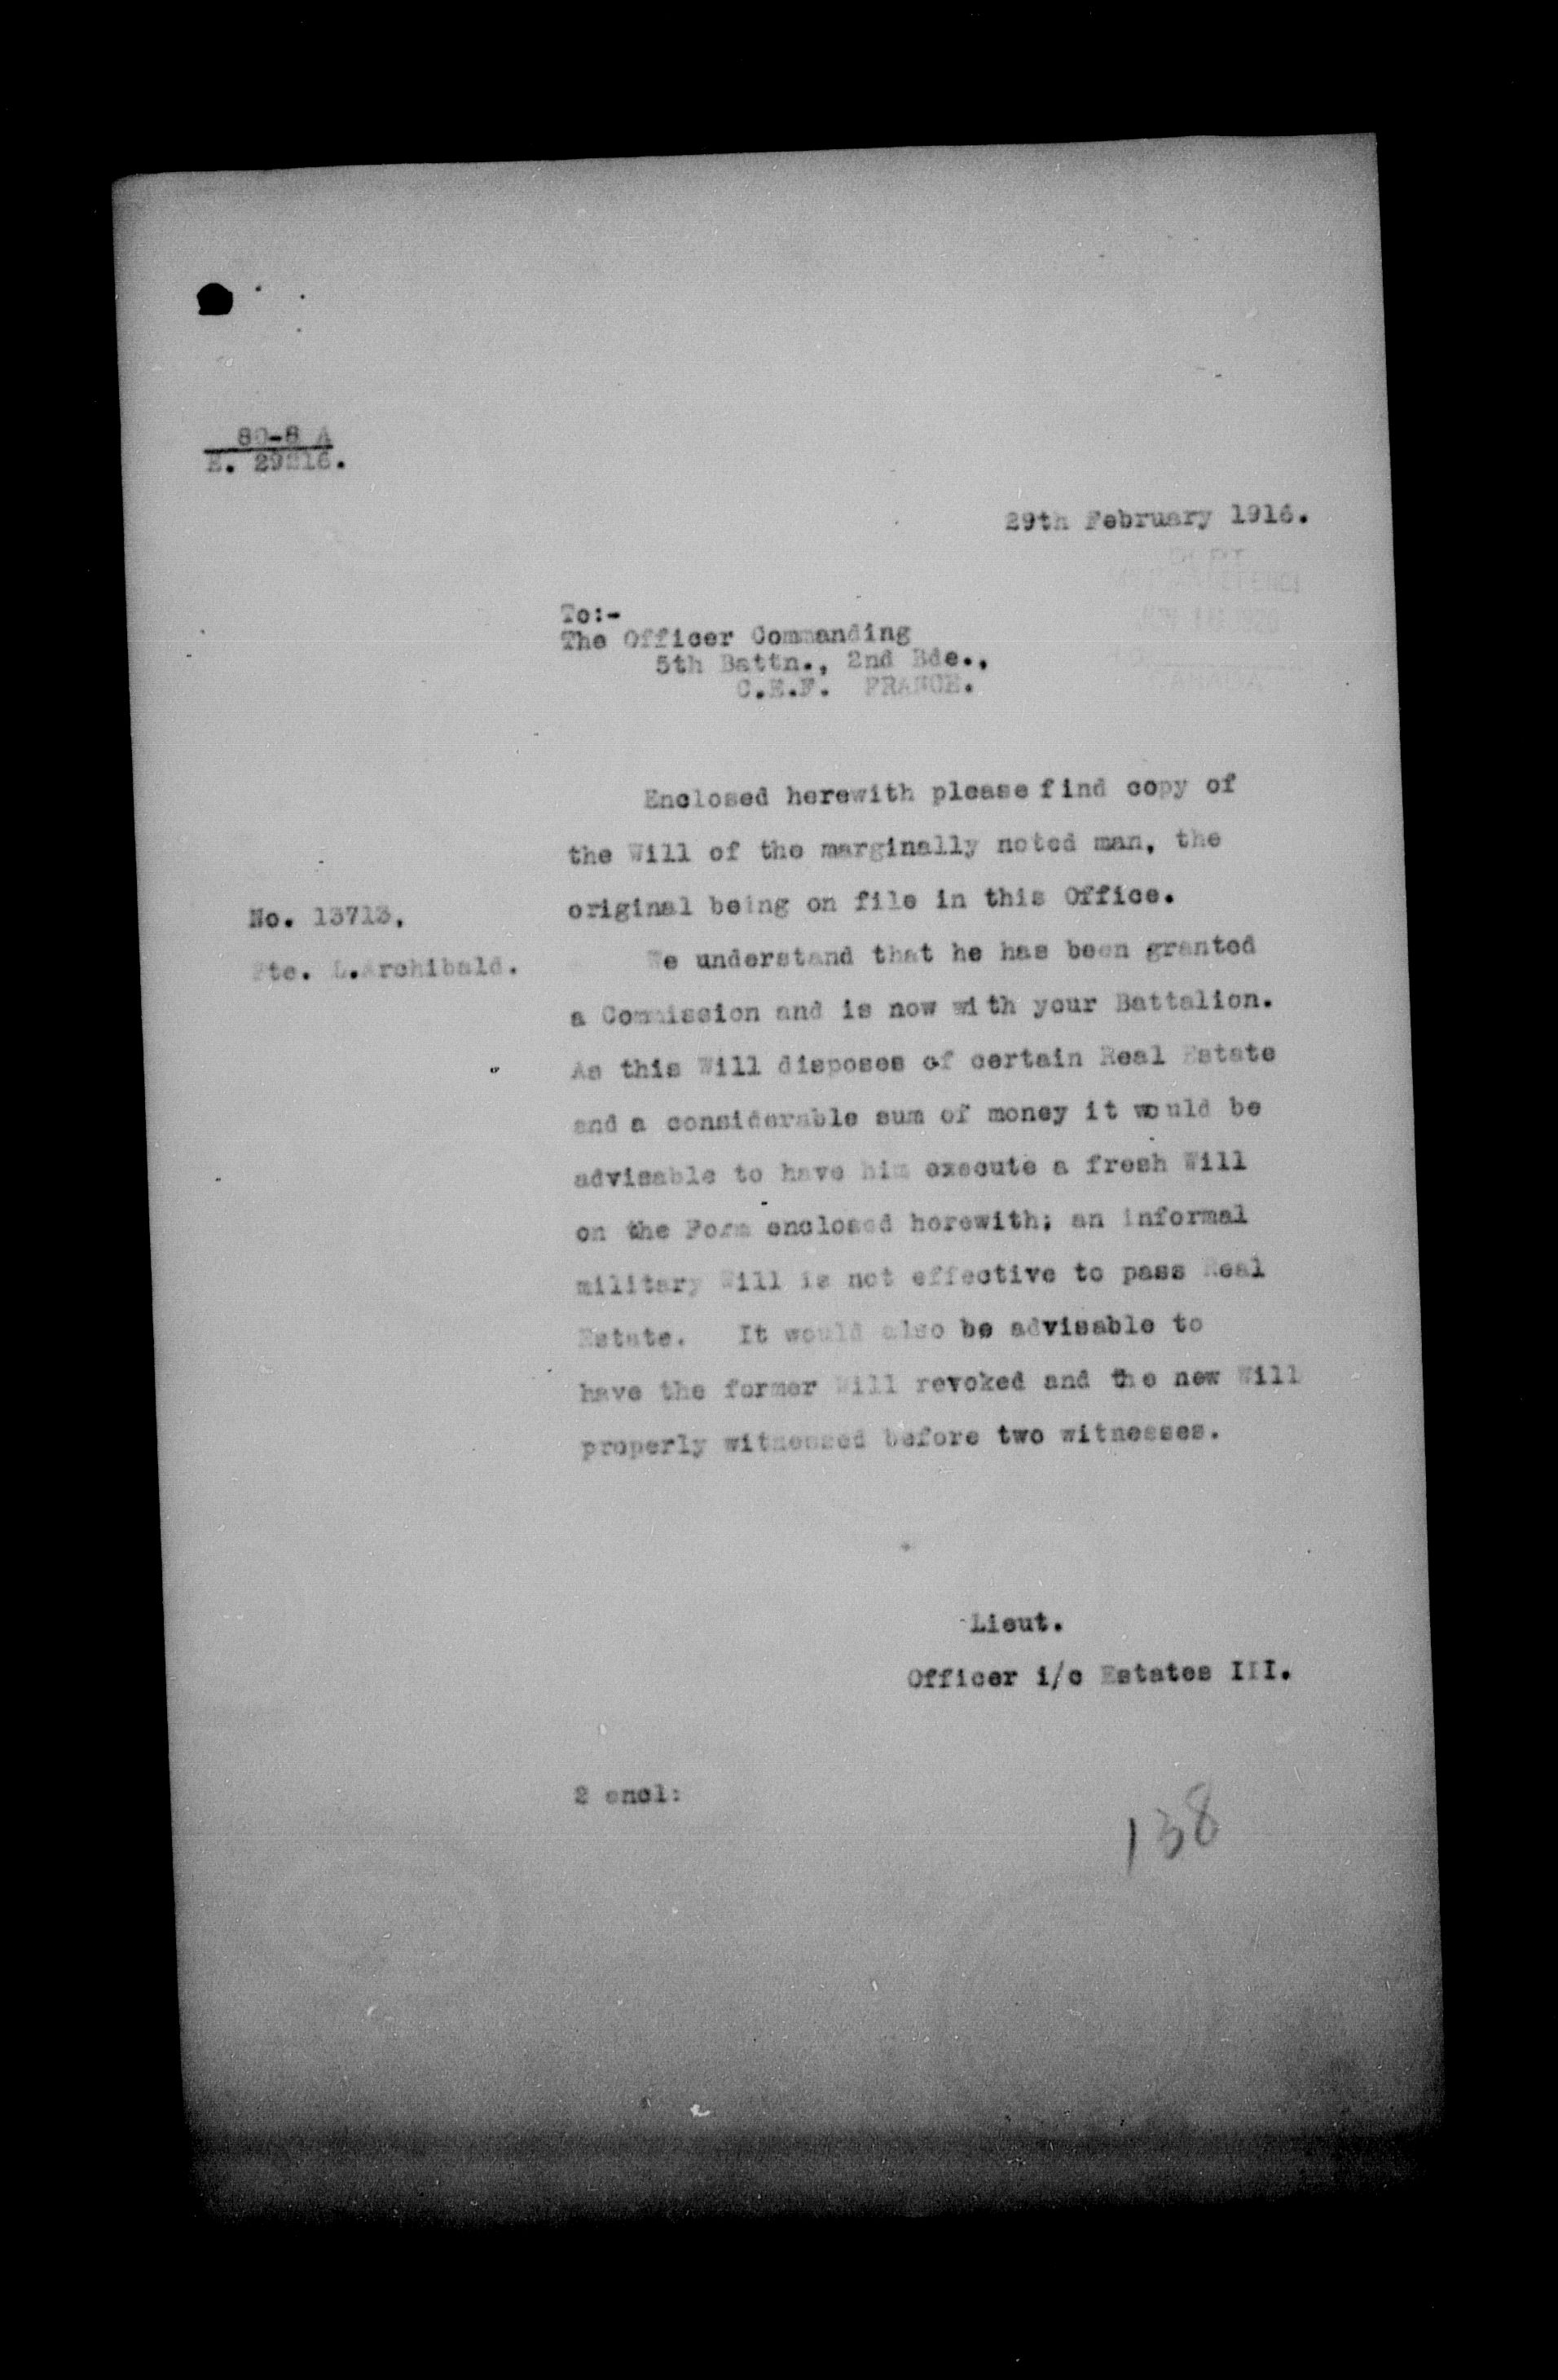 80-8 A
E. 29216.
29th February 1916.
To:-
The Officer Commanding
5th Battn., 2nd Bde.,
C.E.F. FRANCE.
Enclosed herewith please find copy of
the Will of the marginally noted man, the
original being on file in this Office.
No. 13713.
Pte. L.Archibald.
We understand that he has been granted
a Commission and is now with your Battalion.
As this Will disposes of certain Real Estate
and a considerable sum of money it would be
advisable to have him execute a fresh Will
on the Form enclosed herewith; an informal
military Will is not effective to pass Real
Estate. It would also be advisable to
have the former Will revoked and the new Will
properly witnessed before two witnesses.
Lieut.
Officer i/c Estates III.
2 encl:
138
CANADA